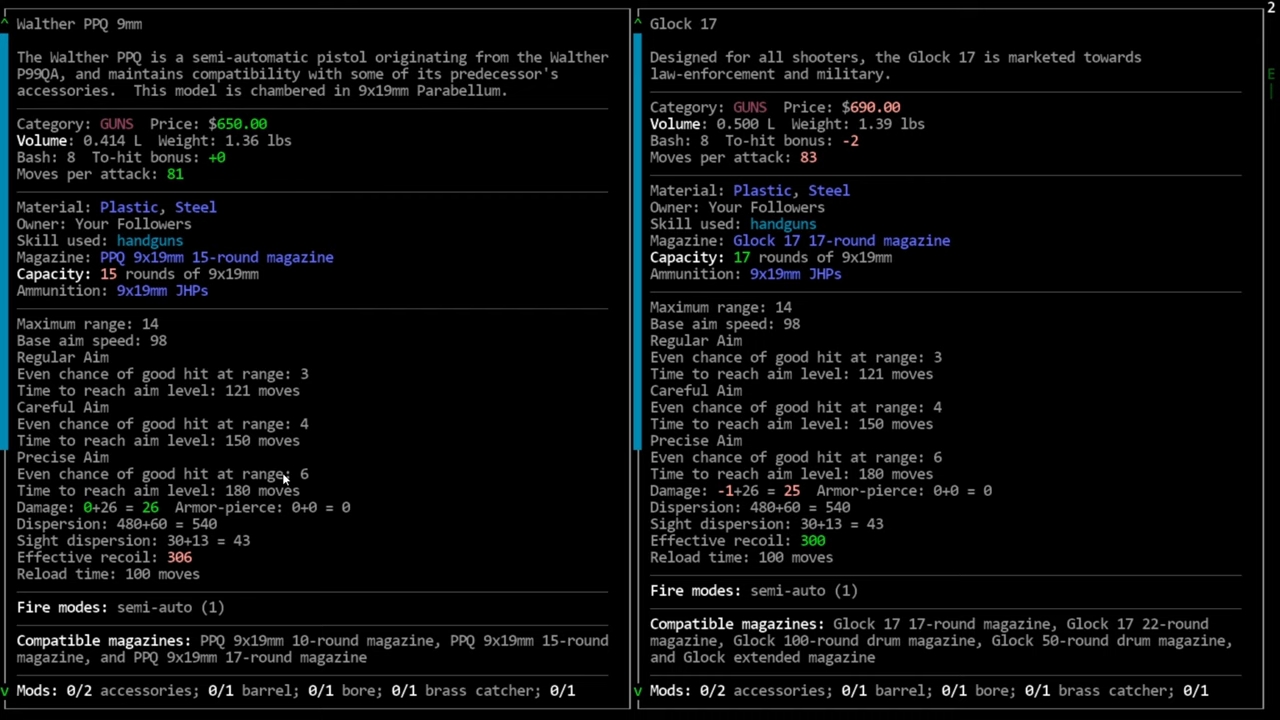 Walther PPQ 9mm
The Walther PPQ is a semi-automatic pistol originating from the Walther
P99QA, and maintains compatibility with some of its predecessor's
accessories.  This model is chambered in 9x19mm Parabellum.
Category: GUNS  Price: $650.00
Volume: 0.414 L  Weight: 1.36 lbs
Bash: 8  To-hit bonus: +0
Moves per attack: 81
Material: Plastic, Steel
Owner: Your Followers
Skill used: handguns
Magazine: PPQ 9x19mm 15-round magazine
Capacity: 15 rounds of 9x19mm
Ammunition: 9x19mm JHPs
Maximum range: 14
Base aim speed: 98
Regular Aim
Even chance of good hit at range: 3
Time to reach aim level: 121 moves
Careful Aim
Even chance of good hit at range: 4
Time to reach aim level: 150 moves
Precise Aim
Even chance of good hit at range: 6
Time to reach aim level: 180 moves
Damage: 0+26 = 26  Armor-pierce: 0+0 = 0
Dispersion: 480+60 = 540
Sight dispersion: 30+13 = 43
Effective recoil: 306
Reload time: 100 moves
Fire modes: semi-auto (1)
Compatible magazines: PPQ 9x19mm 10-round magazine, PPQ 9x19mm 15-round
magazine, and PPQ 9x19mm 17-round magazine
Mods: 0/2 accessories; 0/1 barrel; 0/1 bore; 0/1 brass catcher; 0/1
Glock 17
Designed for all shooters, the Glock 17 is marketed towards
law-enforcement and military.
Category: GUNS  Price: $690.00
Volume: 0.500 L  Weight: 1.39 lbs
Bash: 8  To-hit bonus: -2
Moves per attack: 83
Material: Plastic, Steel
Owner: Your Followers
Skill used: handguns
Magazine: Glock 17 17-round magazine
Capacity: 17 rounds of 9x19mm
Ammunition: 9x19mm JHPs
Maximum range: 14
Base aim speed: 98
Regular Aim
Even chance of good hit at range: 3
Time to reach aim level: 121 moves
Careful Aim
Even chance of good hit at range: 4
Time to reach aim level: 150 moves
Precise Aim
Even chance of good hit at range: 6
Time to reach aim level: 180 moves
Damage: -1+26 = 25  Armor-pierce: 0+0 = 0
Dispersion: 480+60 = 540
Sight dispersion: 30+13 = 43
Effective recoil: 300
Reload time: 100 moves
Fire modes: semi-auto (1)
Compatible magazines: Glock 17 17-round magazine, Glock 17 22-round
magazine, Glock 100-round drum magazine, Glock 50-round drum magazine,
and Glock extended magazine
Mods: 0/2 accessories; 0/1 barrel; 0/1 bore; 0/1 brass catcher; 0/1
2
E